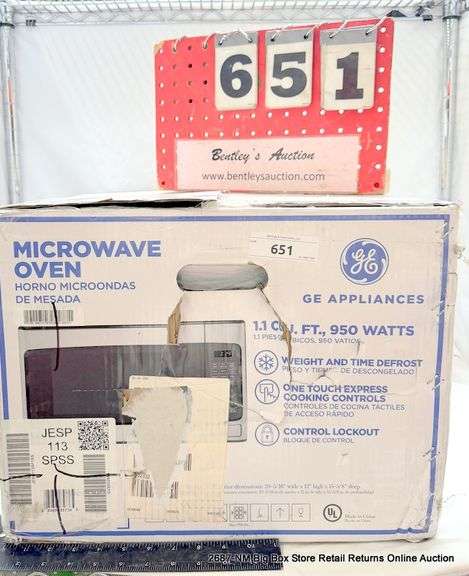 651
Bentley's Auction
www.bentleysauction.com
651
MICROWAVE
OVEN
HORNO MICROONDAS
DE MESADA
GE
GE APPLIANCES
1.1 CU. FT., 950 WATTS
WEIGHT AND TIME DEFROST
PESO Y DE DESCONGELADO
ONE TOUCH EXPRESS
COOKING CONTROLS
CONTROLES DE COCINA TÁCTILES
DE ACCESO RÁPIDO
CONTROL LOCKOUT
BLOQUE DE CONTROL
JESP
113
SPSS
UL
2687-NM Big Box Store Retail Returns Online Auction